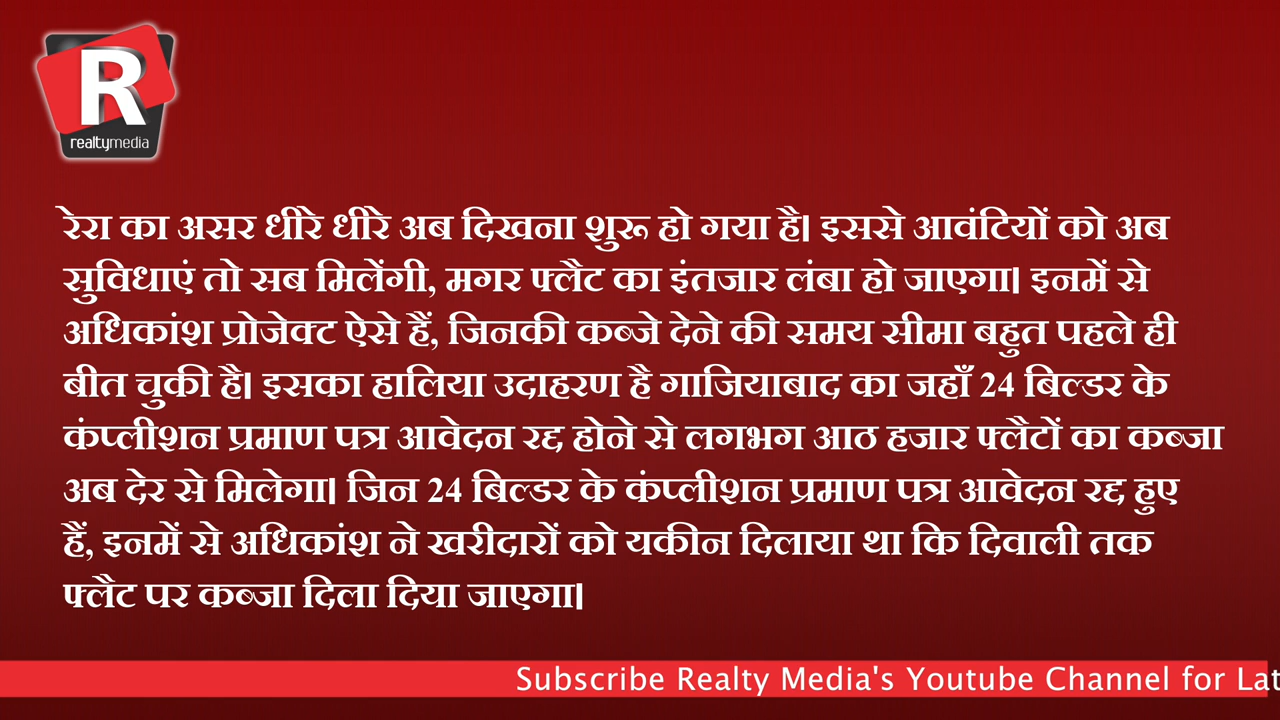 R
realtymedia
रेरा का असर धीरे धीरे अब दिखना शुरू हो गया है। इससे आवंटियों को अब
सुविधाएं तो सब मिलेंगी, मगर फ्लैट का इंतजार लंबा हो जाएगा। इनमें से
अधिकांश प्रोजेक्ट ऐसे हैं, जिनकी कब्जे देने की समय सीमा बहुत पहले ही
बीत चुकी है। इसका हालिया उदाहरण है गाजियाबाद का जहाँ 24 बिल्डर के
कंप्लीशन प्रमाण पत्र आवेदन रद्द होने से लगभग आठ हजार फ्लैटों का कब्जा
अब देर से मिलेगा। जिन 24 बिल्डर के कंप्लीशन प्रमाण पत्र आवेदन रद्द हुए
हैं, इनमें से अधिकांश ने खरीदारों को यकीन दिलाया था कि दिवाली तक
फ्लैट पर कब्जा दिला दिया जाएगा।
Subscribe Realty Media's Youtube Channel for Lat